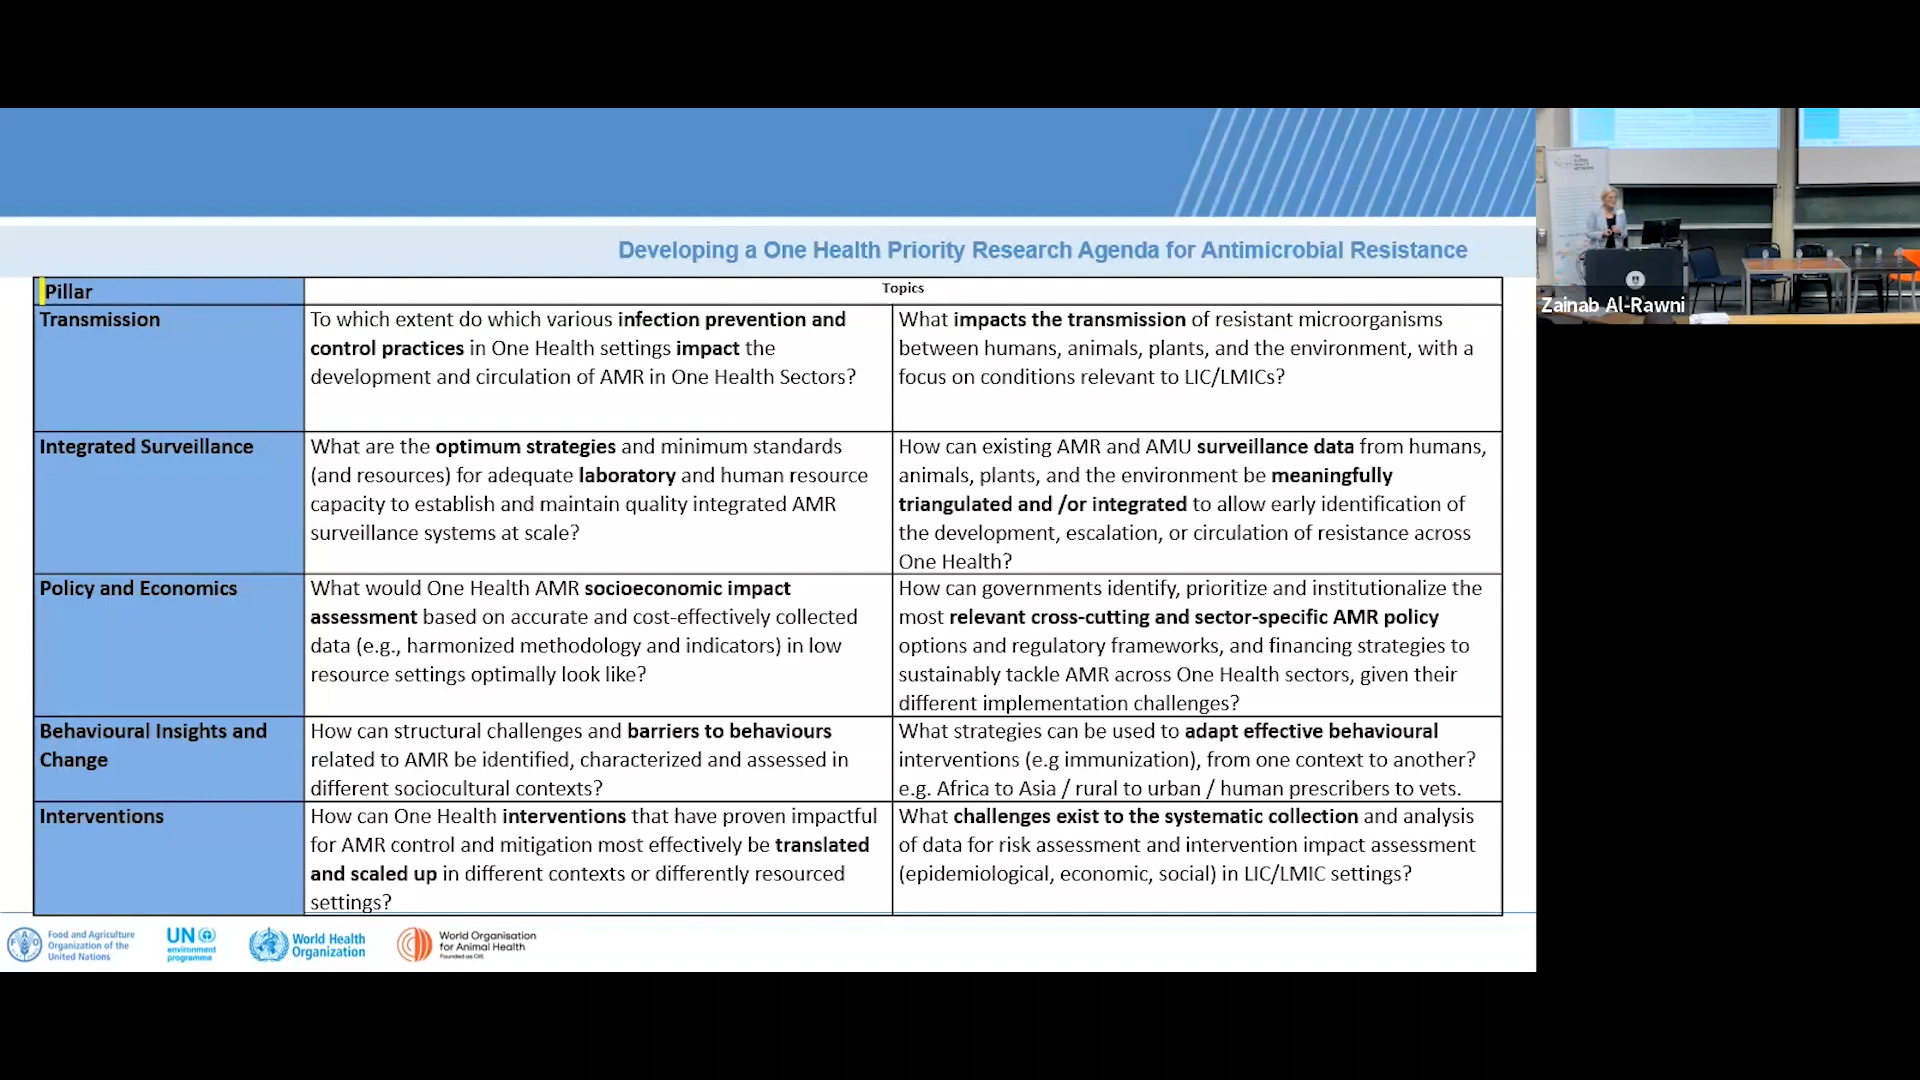 Developing a One Health Priority Research Agenda for Antimicrobial Resistance
Pillar
Topics
Transmission
To which extent do which various infection prevention and
control practices in One Health settings impact the
development and circulation of AMR in One Health Sectors?
What impacts the transmission of resistant microorganisms
between humans, animals, plants, and the environment, with a
focus on conditions relevant to LIC/LMICs?
Integrated Surveillance
What are the optimum strategies and minimum standards
(and resources) for adequate laboratory and human resource
capacity to establish and maintain quality integrated AMR
surveillance systems at scale?
How can existing AMR and AMU surveillance data from humans,
animals, plants, and the environment be meaningfully
triangulated and /or integrated to allow early identification of
the development, escalation, or circulation of resistance across
One Health?
Policy and Economics
What would One Health AMR socioeconomic impact
assessment based on accurate and cost-effectively collected
data (e.g., harmonized methodology and indicators) in low
resource settings optimally look like?
How can governments identify, prioritize and institutionalize the
most relevant cross-cutting and sector-specific AMR policy
options and regulatory frameworks, and financing strategies to
sustainably tackle AMR across One Health sectors, given their
different implementation challenges?
Behavioural Insights and
Change
How can structural challenges and barriers to behaviours
related to AMR be identified, characterized and assessed in
different sociocultural contexts?
What strategies can be used to adapt effective behavioural
interventions (e.g immunization), from one context to another?
e.g. Africa to Asia / rural to urban / human prescribers to vets.
Interventions
How can One Health interventions that have proven impactful
for AMR control and mitigation most effectively be translated
and scaled up in different contexts or differently resourced
settings?
What challenges exist to the systematic collection and analysis
of data for risk assessment and intervention impact assessment
(epidemiological, economic, social) in LIC/LMIC settings?
Food and Agriculture
Organization of the
United Nations
UN
environment
programme
World Health
Organization
World Organisation
for Animal Health
Founded as OIE
Zainab Al-Rawni